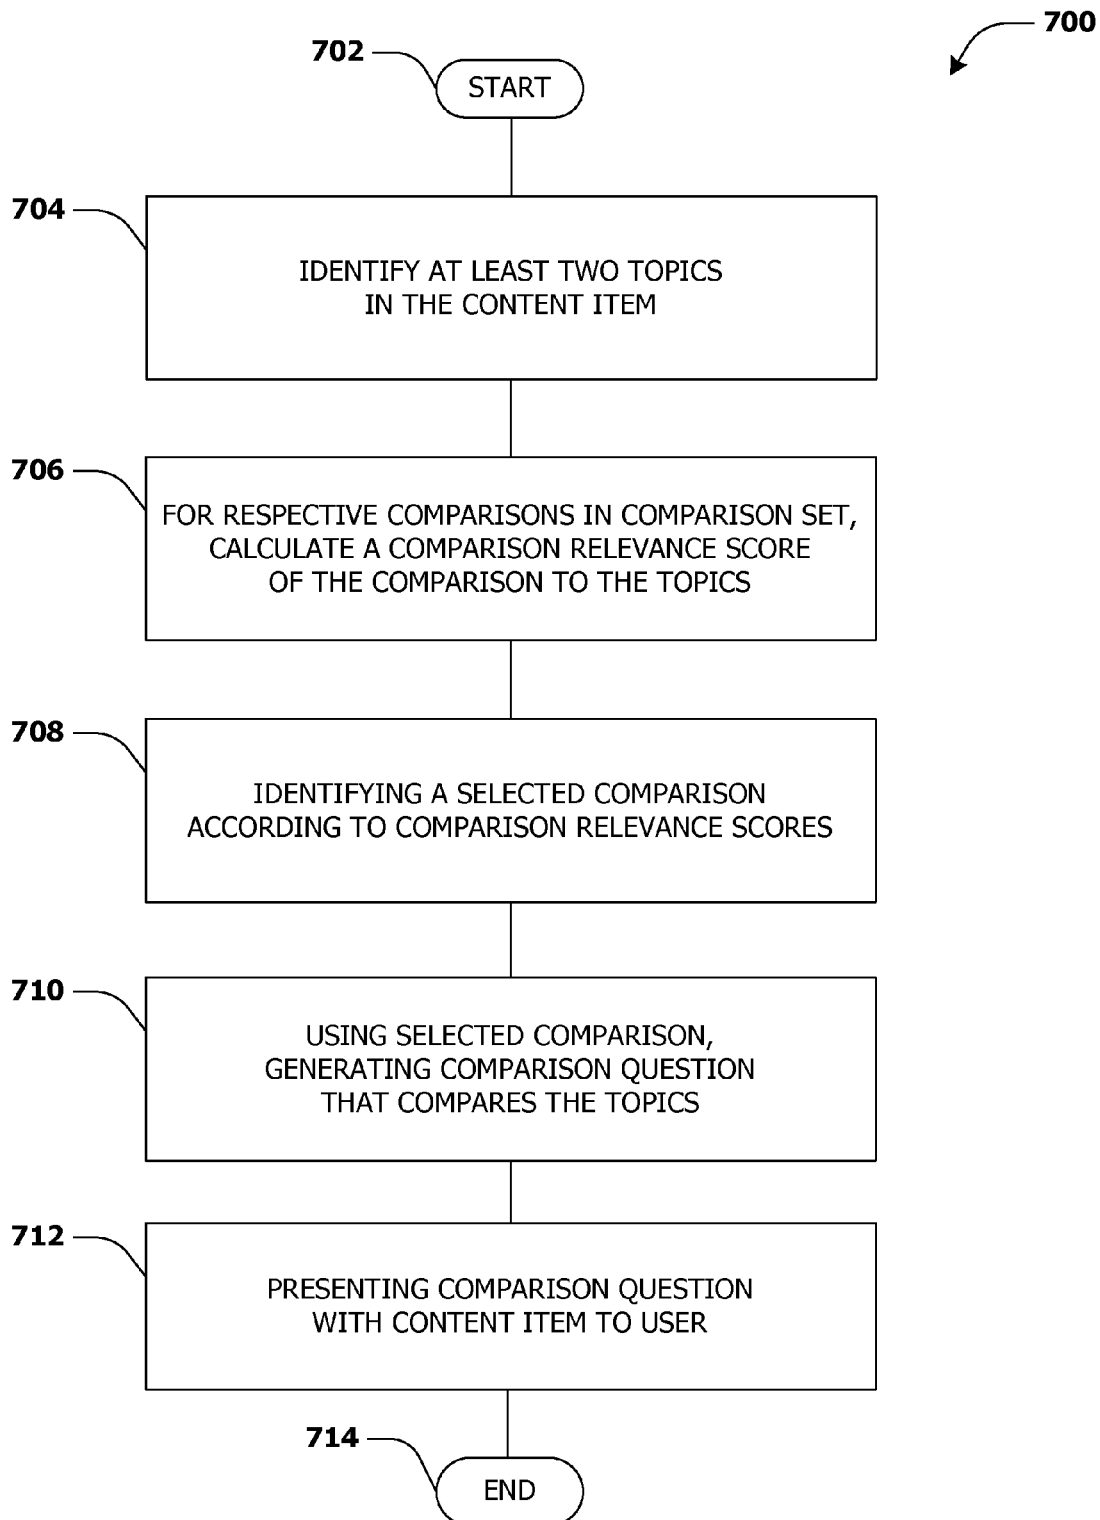 700
702
START
704
IDENTIFY AT LEAST TWO TOPICS
IN THE CONTENT ITEM
706
FOR RESPECTIVE COMPARISONS IN COMPARISON SET,
CALCULATE A COMPARISON RELEVANCE SCORE
OF THE COMPARISON TO THE TOPICS
708
IDENTIFYING A SELECTED COMPARISON
ACCORDING TO COMPARISON RELEVANCE SCORES
710
USING SELECTED COMPARISON,
GENERATING COMPARISON QUESTION
THAT COMPARES THE TOPICS
712
PRESENTING COMPARISON QUESTION
WITH CONTENT ITEM TO USER
714
END